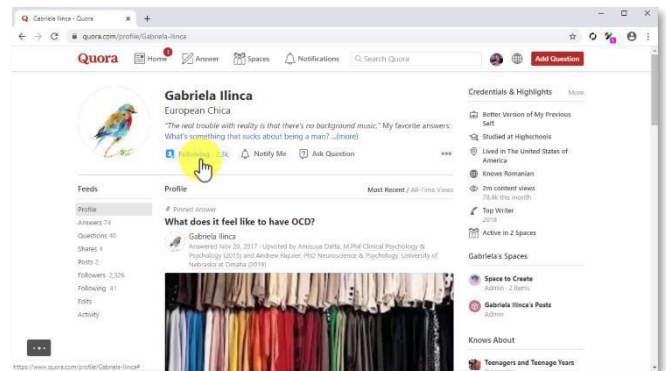 Gabriela Ilinca - Quora
quora.com/profile/Gabriela-Ilinca
Quora
Home
1
Answer
Spaces
Notifications
Search Quora
Add Question
Gabriela Ilinca
European Chica
"The real trouble with reality is that there's no background music." My favorite answers:
What's something that sucks about being a man? ...(more)
Following 2.3k
Notify Me
Ask Question
Feeds
Profile
Answers 74
Questions 40
Shares 4
Posts 2
Followers 2,326
Following 41
Edits
Activity
Profile
Most Recent / All-Time Views
Pinned Answer
What does it feel like to have OCD?
Gabriela Ilinca
Answered Nov 20, 2017 · Upvoted by Anusuya Datta, M.Phil Clinical Psychology &
Psychology (2015) and Andrew Riquier, PhD Neuroscience & Psychology, University of
Nebraska at Omaha (2019)
Credentials & Highlights
More
Better Version of My Previous
Self.
Studied at Highschools
Lived in The United States of
America
Knows Romanian
2m content views
78.4k this month
Top Writer
2018
Active in 2 Spaces
Gabriela's Spaces
Space to Create
Admin · 2 items
Gabriela Ilinca's Posts
Admin
Knows About
Teenagers and Teenage Years
https://www.quora.com/profile/Gabriela-Ilinca#